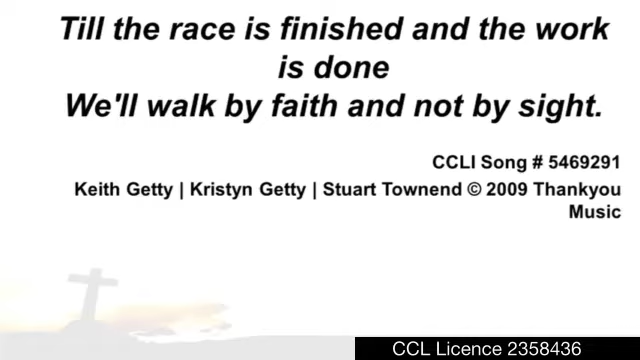 Till the race is finished and the work
is done
We'll walk by faith and not by sight.
CCLI Song # 5469291
Keith Getty | Kristyn Getty | Stuart Townend © 2009 Thankyou
Music
CCL Licence 2358436